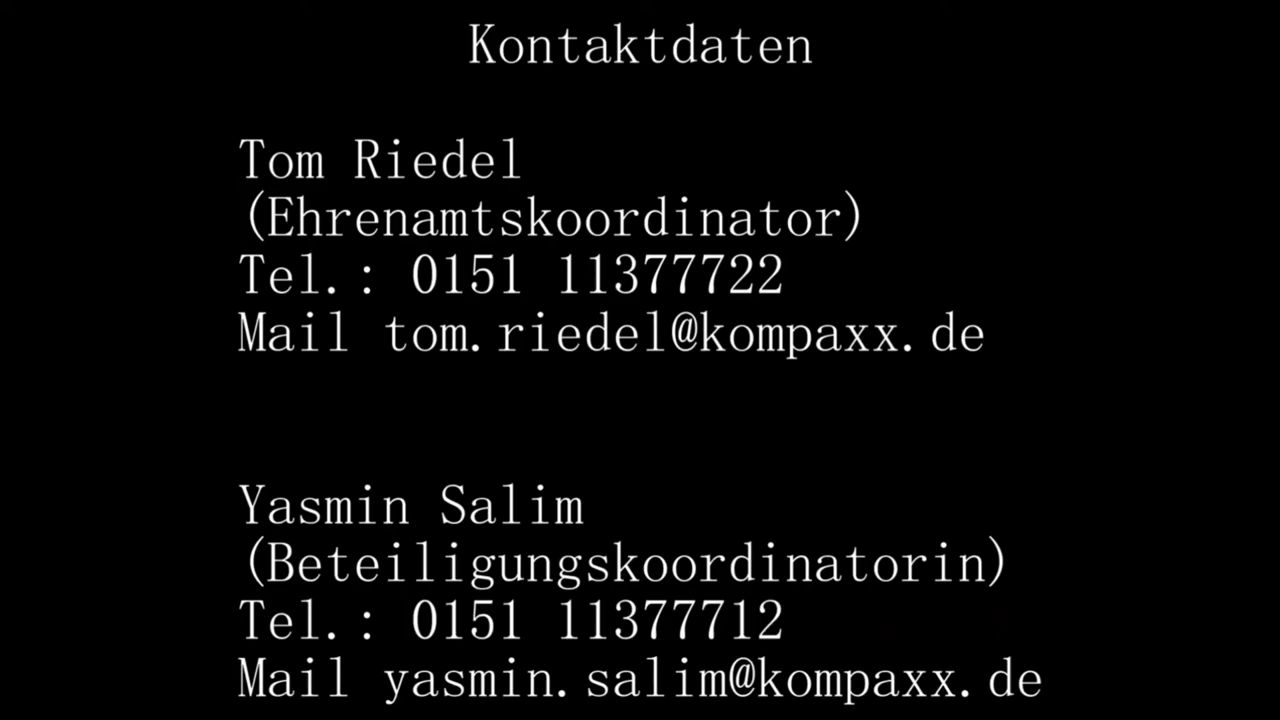 Kontaktdaten
Tom Riedel
(Ehrenamtskoordinator)
Tel.: 0151 11377722
Mail tom.riedel@kompaxx.de
Yasmin Salim
(Beteiligungskoordinatorin)
Tel.: 0151 11377712
Mail yasmin.salim@kompaxx.de